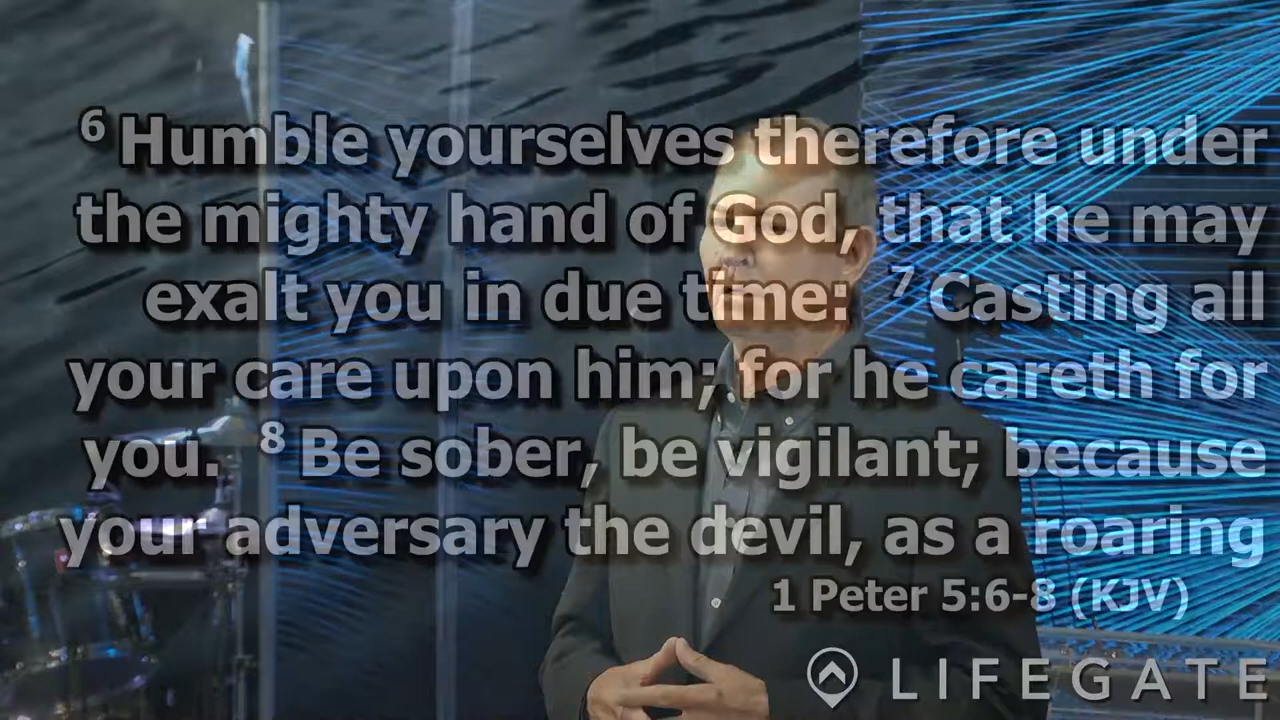 6 Humble yourselves therefore under
the mighty hand of God, that he may
exalt you in due time: 7 Casting all
your care upon him; for he careth for
you. 8 Be sober, be vigilant; because
your adversary the devil, as a roaring
1 Peter 5:6-8 (KJV)
LIFEGATE